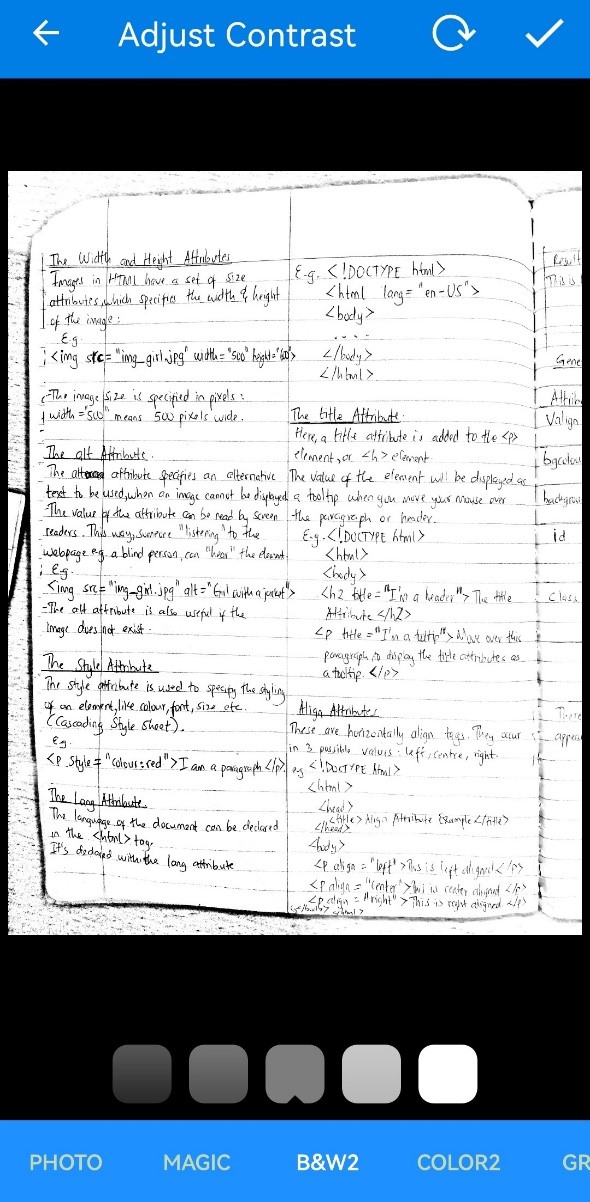 Adjust Contrast
The Width and Height Attributes
Images in HTML have a set of size
attributes, which specifies the width & height
of the image:
E.g.
<img src="img_girl.jpg" width="500" height="600">
-The image size is specified in pixels:
width="500" means 500 pixels wide.
The alt Attribute.
The attribute specifies an alternative
text to be used, when an image cannot be displayed
The value of the attribute can be read by screen
readers. This way, someone "listening" to the
webpage e.g. a blind person, can "hear" the element.
Eg.
<img src="img_girl.jpg" alt="Girl with a jacket">
-The alt attribute is also useful if the
image does not exist.
The Style Attribute
The style attribute is used to specify the styling
of an element, like colour, font, size etc.
(Cascading Style Sheet).
eg.
<p style="colour:red">I am a paragraph</p>
The Lang Attribute
The language of the document can be declared
in the <html> tag.
It's declared with the lang attribute
E.g. <!DOCTYPE html>
<html lang="en-US">
<body>
....
</body>
</html>
The title Attribute.
Here, a title attribute is added to the <p>
element, or <h> element.
The value of the element will be displayed as
a tooltip when you move your mouse over
the paragraph or header.
E.g. <!DOCTYPE html>
<html>
<body>
<h2 title="I'm a header"> The title
Attribute </h2>
<p title="I'm a tooltip"> Move over this
paragraph, to display the title attributes as
a tooltip. </p>
Align Attributes
These are horizontally align tags. They occur
in 3 possible values: left, centre, right.
eg <!DOCTYPE html>
<html>
<head>
<title> Align Attribute Example </title>
</head>
<body>
<p align="left">This is left aligned</p>
<p align="center">This is center aligned </p>
<p align="right">This is right aligned </p>
</body> </html>
Result
This is
Gene
Attrib
Valign
bgcolou
backgrou
id
Class
There
appear
PHOTO MAGIC B&W2 COLOR2 GR